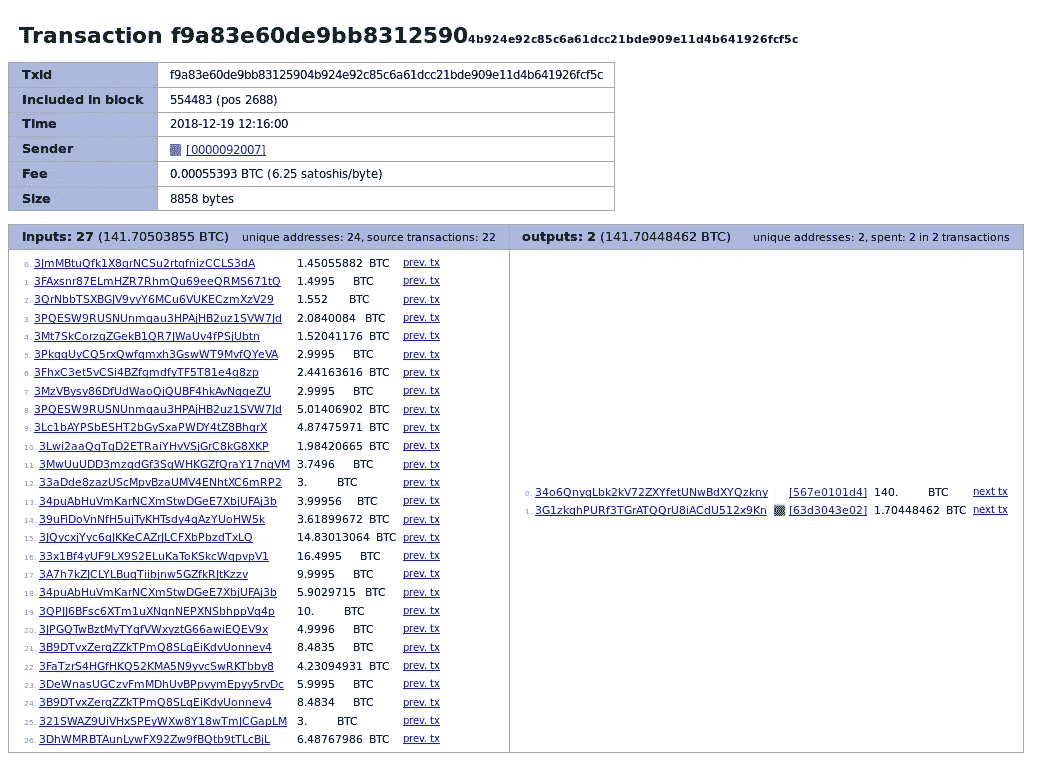 Transaction f9a83e60de9bb83125904b924e92c85c6a61dcc21bde909e11d4b641926fcf5c
TxId f9a83e60de9bb83125904b924e92c85c6a61dcc21bde909e11d4b641926fcf5c
Included in block 554483 (pos 2688)
Time 2018-12-19 12:16:00
Sender [0000092007]
Fee 0.00055393 BTC (6.25 satoshis/byte)
Size 8858 bytes
inputs: 27 (141.70503855 BTC) unique addresses: 24, source transactions: 22
0. 3JmMBtuQfk1X8grNCSu2rtqfnizCCLS3dA 1.45055882 BTC prev. tx
1. 3FAxsnr87ELmHZR7RhmQu69eeQRMS671tQ 1.4995 BTC prev. tx
2. 3QrNbbTSXBGJV9yyY6MCu6VUKECzmXzV29 1.552 BTC prev. tx
3. 3PQESW9RUSNUnmqau3HPAjHB2uz1SVW7Jd 2.0840084 BTC prev. tx
4. 3Mt7SkCorzqZGekB1QR7JWaUv4fPSjUbtn 1.52041176 BTC prev. tx
5. 3PkgqUyCQ5rxQwfqmxh3GswWT9MvfQYeVA 2.9995 BTC prev. tx
6. 3FhxC3et5vCSi4BZfqmdfyTF5T81e4g8zp 2.44163616 BTC prev. tx
7. 3MzVBysy86DfUdWaoQjQUBF4hkAvNqgeZU 2.9995 BTC prev. tx
8. 3PQESW9RUSNUnmqau3HPAjHB2uz1SVW7Jd 5.01406902 BTC prev. tx
9. 3Lc1bAYPSbESHT2bGySxaPWDY4tZ8BhqrX 4.87475971 BTC prev. tx
10. 3Lwi2aaQqTqD2ETRaiYHvVSjGrC8kG8XKP 1.98420665 BTC prev. tx
11. 3MwUuUDD3mzqdGf3SqWHKGZfQraY17nqVM 3.7496 BTC prev. tx
12. 33aDde8zazUScMpvBzaUMV4ENhtXC6mRP2 3. BTC prev. tx
13. 34puAbHuVmKarNCXmStwDGeE7XbjUFAj3b 3.99956 BTC prev. tx
14. 39uFiDoVnNfH5ujTyKHTsdy4qAzYUoHW5k 3.61899672 BTC prev. tx
15. 3JQycxjYyc6qJKKeCAZrJLCFXbPbzdTxLQ 14.83013064 BTC prev. tx
16. 33x1Bf4yUF9LX9S2ELuKaToKSkcWqpvpV1 16.4995 BTC prev. tx
17. 3A7h7kZJCLYLBuqTiibjnw5GZfkRJtKzzv 9.9995 BTC prev. tx
18. 34puAbHuVmKarNCXmStwDGeE7XbjUFAj3b 5.9029715 BTC prev. tx
19. 3QPJJ6BFsc6XTm1uXNqnNEPXNSbhppVq4p 10. BTC prev. tx
20. 3JPGQTwBztMyTYqfVWxyztG66awiEQEV9x 4.9996 BTC prev. tx
21. 3B9DTvxZerqZZkTPmQ8SLqEiKdvUonnev4 8.4835 BTC prev. tx
22. 3FaTzrS4HGfHKQ52KMA5N9yvcSwRKTbby8 4.23094931 BTC prev. tx
23. 3DeWnasUGCzvFmMDhUvBPpvymEpyy5rvDc 5.9995 BTC prev. tx
24. 3B9DTvxZerqZZkTPmQ8SLqEiKdvUonnev4 8.4834 BTC prev. tx
25. 321SWAZ9UiVHxSPEyWXw8Y18wTmJCGapLM 3. BTC prev. tx
26. 3DhWMRBTAunLywFX92Zw9fBQtb9tTLcBjL 6.48767986 BTC prev. tx
outputs: 2 (141.70448462 BTC) unique addresses: 2, spent: 2 in 2 transactions
0. 34o6QnyqLbk2kV72ZXYfetUNwBdXYQzkny [567e0101d4] 140. BTC next tx
1. 3G1zkqhPURf3TGrATQQrU8iACdU512x9Kn [63d3043e02] 1.70448462 BTC next tx